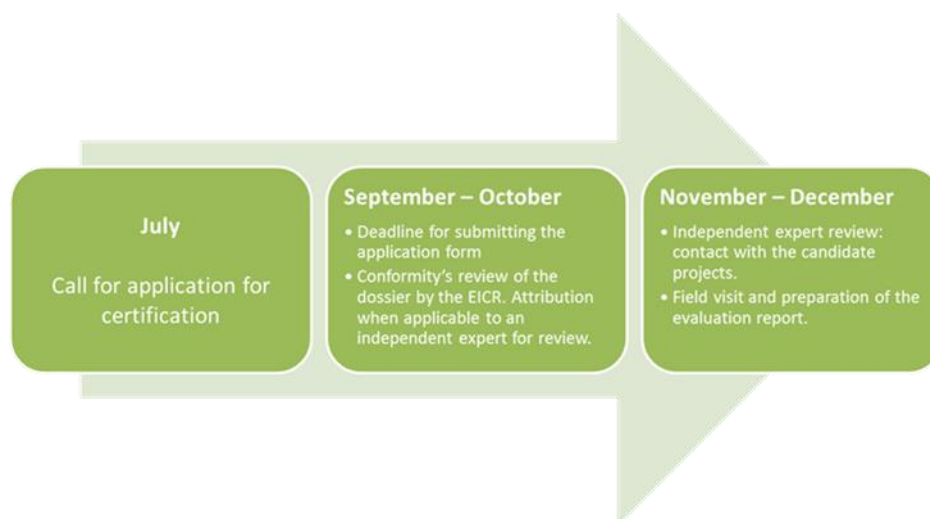 July
Call for application for
certification
September – October
• Deadline for submitting the
application form
• Conformity's review of the
dossier by the EICR. Attribution
when applicable to an
independent expert for review.
November – December
• Independent expert review:
contact with the candidate
projects.
• Field visit and preparation of the
evaluation report.